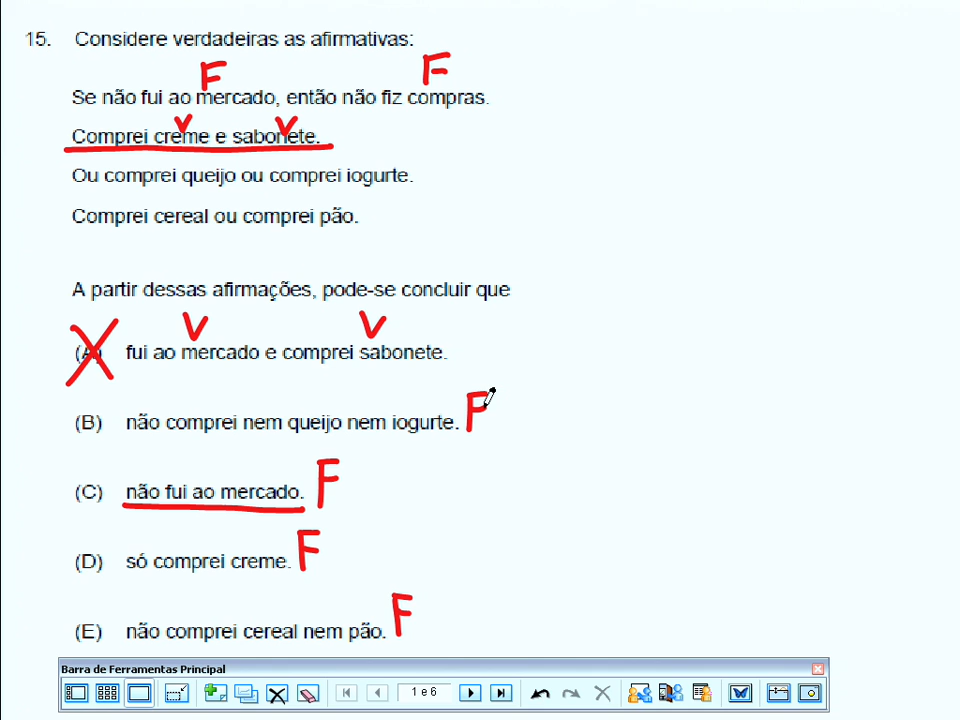 15. Considere verdadeiras as afirmativas:
F F
Se não fui ao mercado, então não fiz compras.
V V
Comprei creme e sabonete.
Ou comprei queijo ou comprei iogurte.
Comprei cereal ou comprei pão.
A partir dessas afirmações, pode-se concluir que
V V
(A) fui ao mercado e comprei sabonete.
(B) não comprei nem queijo nem iogurte. F
(C) não fui ao mercado. F
(D) só comprei creme. F
(E) não comprei cereal nem pão. F
Barra de Ferramentas Principal
1 e 6